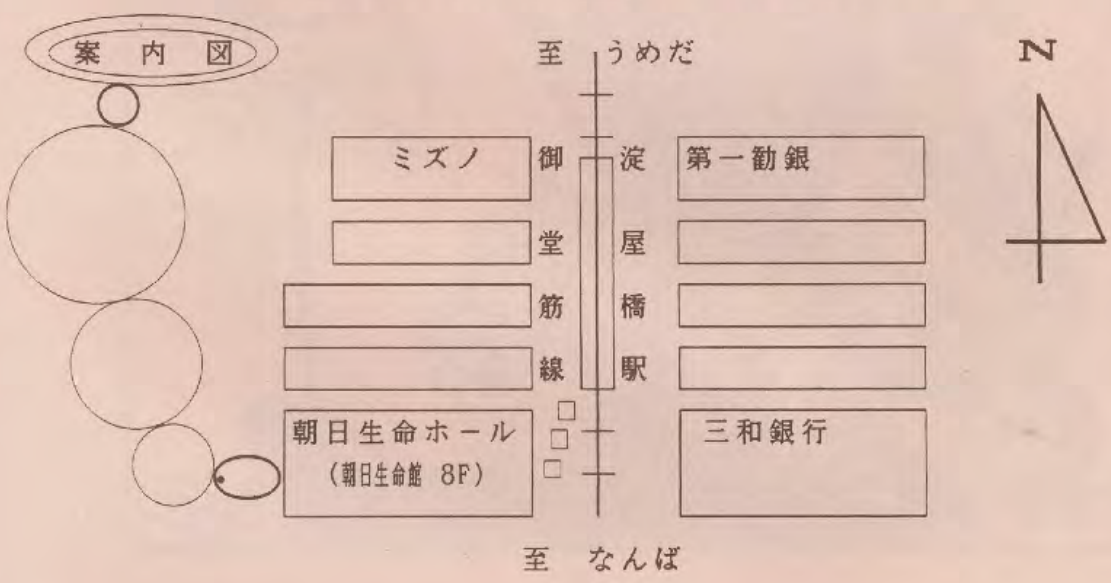 案内図
至 うめだ
N
ミズノ
御堂筋線
淀屋橋駅
第一勧銀
朝日生命ホール
(朝日生命館 8F)
三和銀行
至 なんば